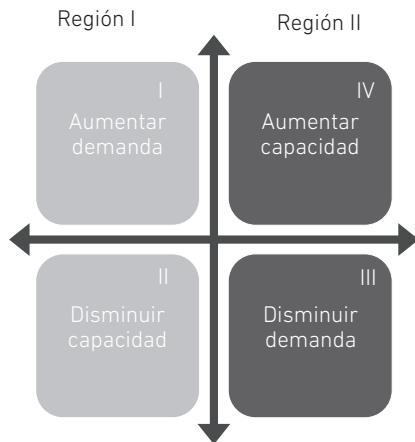 Región I
Región II
I
Aumentar
demanda
IV
Aumentar
capacidad
II
Disminuir
capacidad
III
Disminuir
demanda